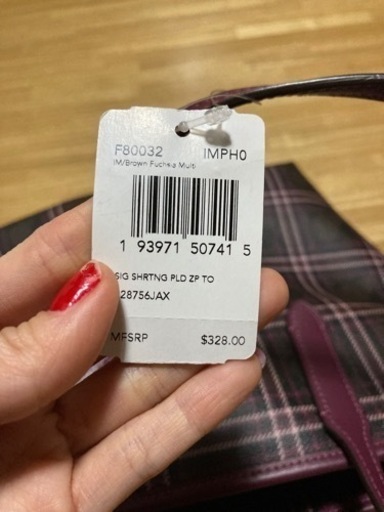 F80032 IMPH0
IM/Brown Fuchsia Multi
1 93971 50741 5
SIG SHRTNG PLD ZP TO
28756JAX
MFSRP $328.00